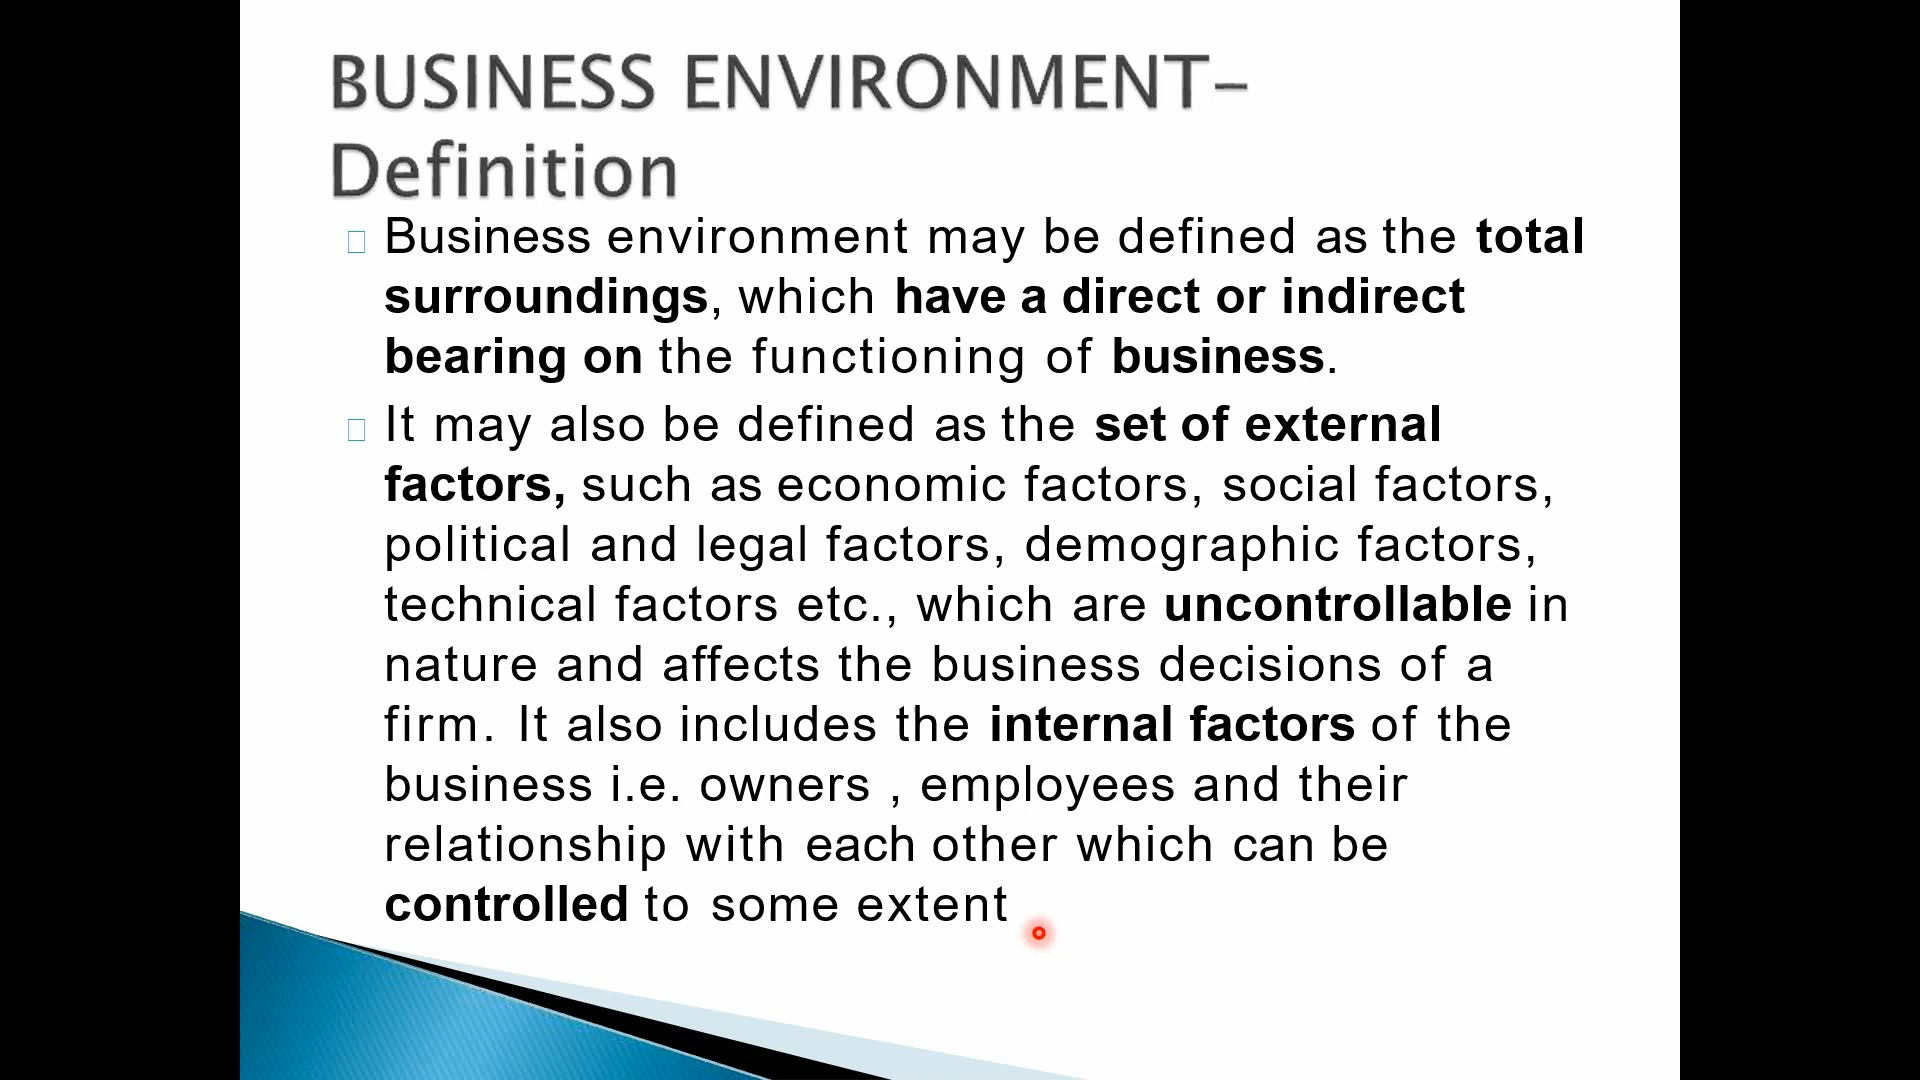 BUSINESS ENVIRONMENT-
Definition
Business environment may be defined as the total
surroundings, which have a direct or indirect
bearing on the functioning of business.
It may also be defined as the set of external
factors, such as economic factors, social factors,
political and legal factors, demographic factors,
technical factors etc., which are uncontrollable in
nature and affects the business decisions of a
firm. It also includes the internal factors of the
business i.e. owners , employees and their
relationship with each other which can be
controlled to some extent